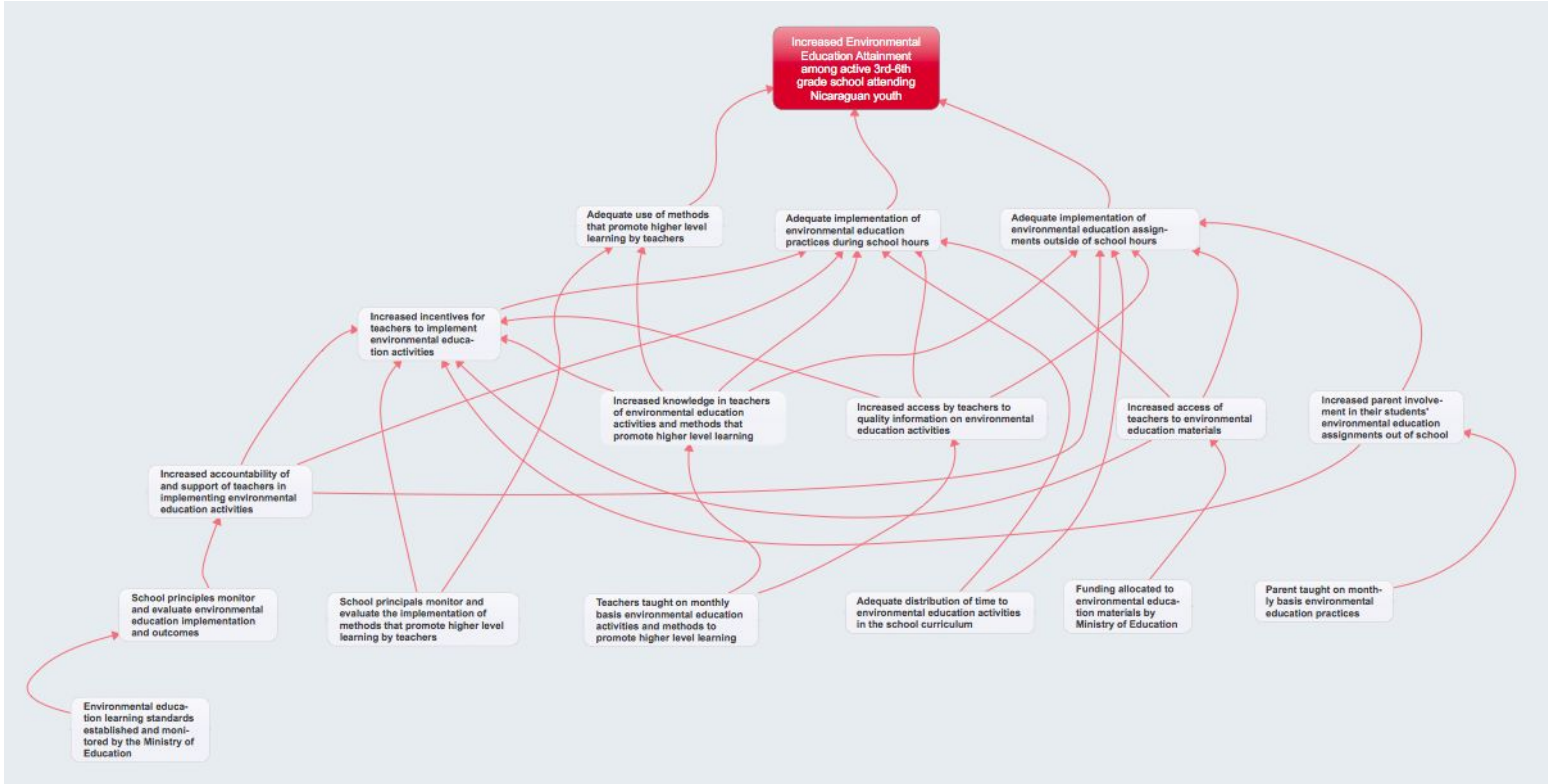 Increased Environmental
Education Attainment
among active 3rd-6th
grade school attending
Nicaraguan youth
Adequate use of methods
that promote higher level
learning by teachers
Adequate implementation of
environmental education
practices during school hours
Adequate implementation of
environmental education assign-
ments outside of school hours
Increased incentives for
teachers to implement
environmental educa-
tion activities
Increased knowledge in teachers
of environmental education
activities and methods that
promote higher level learning
Increased access by teachers to
quality information on environmental
education activities
Increased access of
teachers to environmental
education materials
Increased parent involve-
ment in their students'
environmental education
assignments out of school
Increased accountability of
and support of teachers in
implementing environmental
education activities
School principles monitor
and evaluate environmental
education implementation
and outcomes
School principals monitor and
evaluate the implementation of
methods that promote higher level
learning by teachers
Teachers taught on monthly
basis environmental education
activities and methods to
promote higher level learning
Adequate distribution of time to
environmental education activities
in the school curriculum
Funding allocated to
environmental educa-
tion materials by
Ministry of Education
Parent taught on month-
ly basis environmental
education practices
Environmental educa-
tion learning standards
established and moni-
tored by the Ministry of
Education